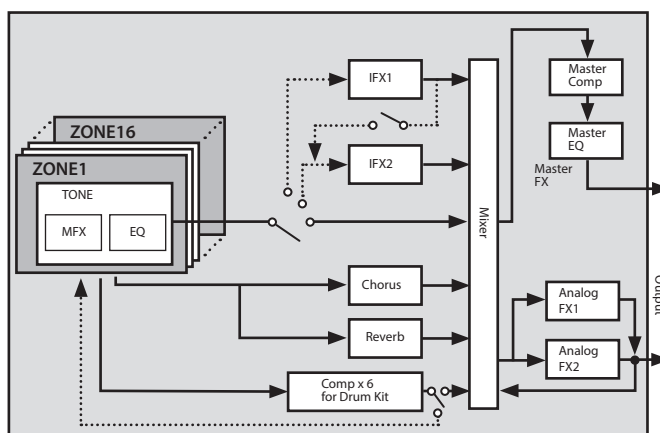 ZONE16
ZONE1
TONE
MFX
EQ
IFX1
IFX2
Chorus
Reverb
Comp x 6
for Drum Kit
Mixer
Master
Comp
Master
EQ
Master
FX
Analog
FX1
Analog
FX2
Output